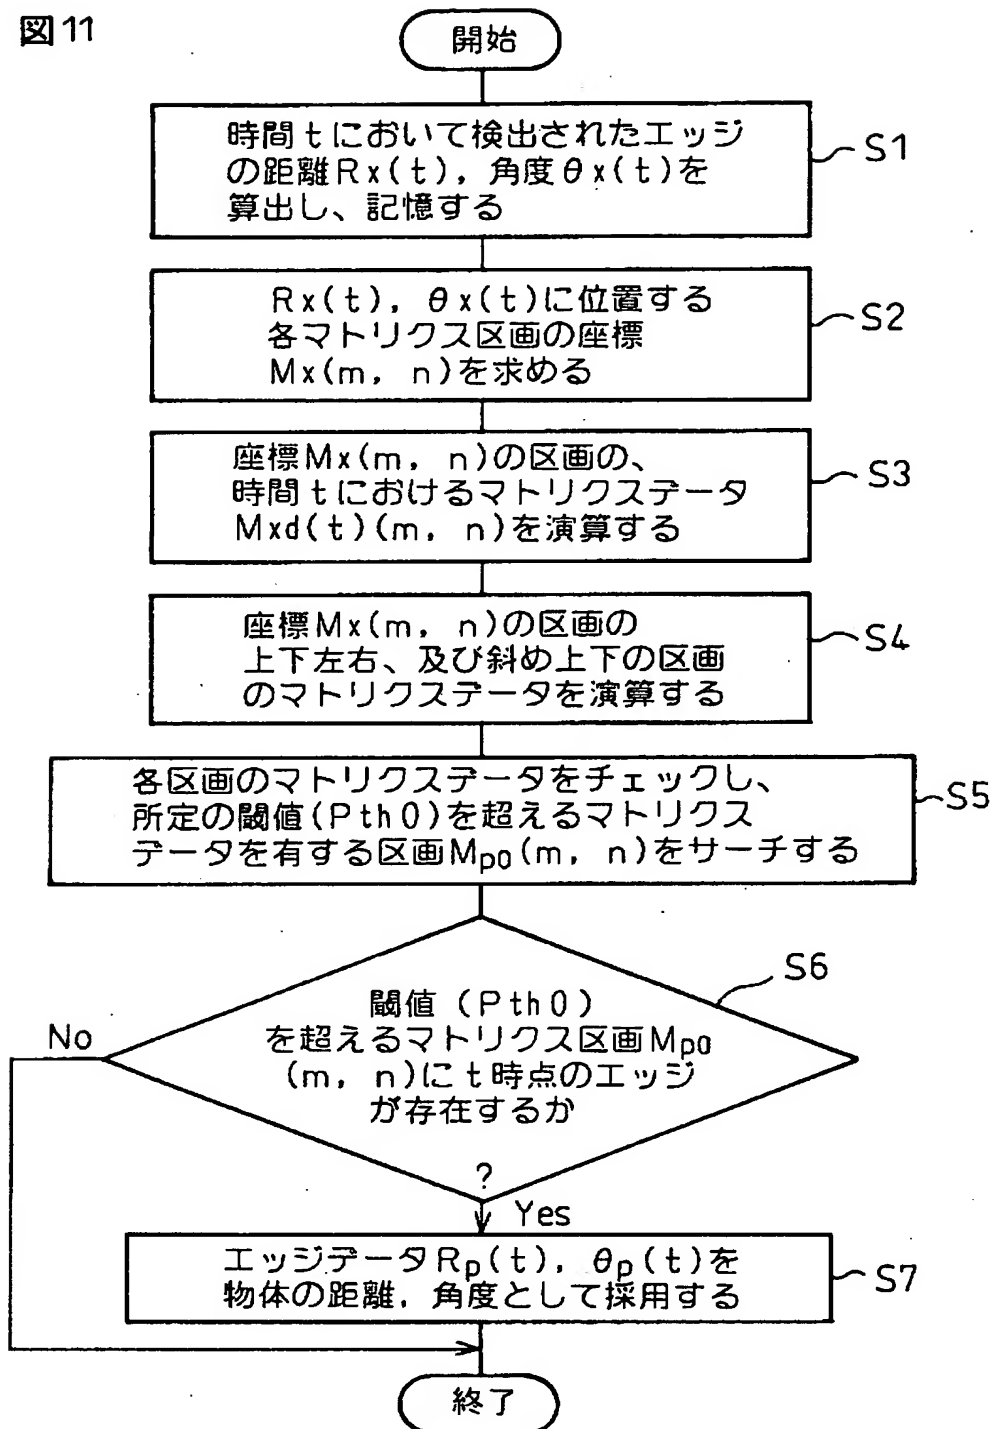 図11
開始
時間tにおいて検出されたエッジ
の距離Rx(t),角度θx(t)を
算出し、記憶する
S1
Rx(t),θx(t)に位置する
各マトリクス区画の座標
Mx(m,n)を求める
S2
座標Mx(m,n)の区画の、
時間tにおけるマトリクスデータ
Mxd(t)(m,n)を演算する
S3
座標Mx(m,n)の区画の
上下左右、及び斜め上下の区画
のマトリクスデータを演算する
S4
各区画のマトリクスデータをチェックし、
所定の閾値(Pth0)を超えるマトリクス
データを有する区画Mp0(m,n)をサーチする
S5
閾値(Pth0)
を超えるマトリクス区画Mp0
(m,n)にt時点のエッジ
が存在するか
?
S6
No
Yes
エッジデータRp(t),θp(t)を
物体の距離,角度として採用する
S7
終了